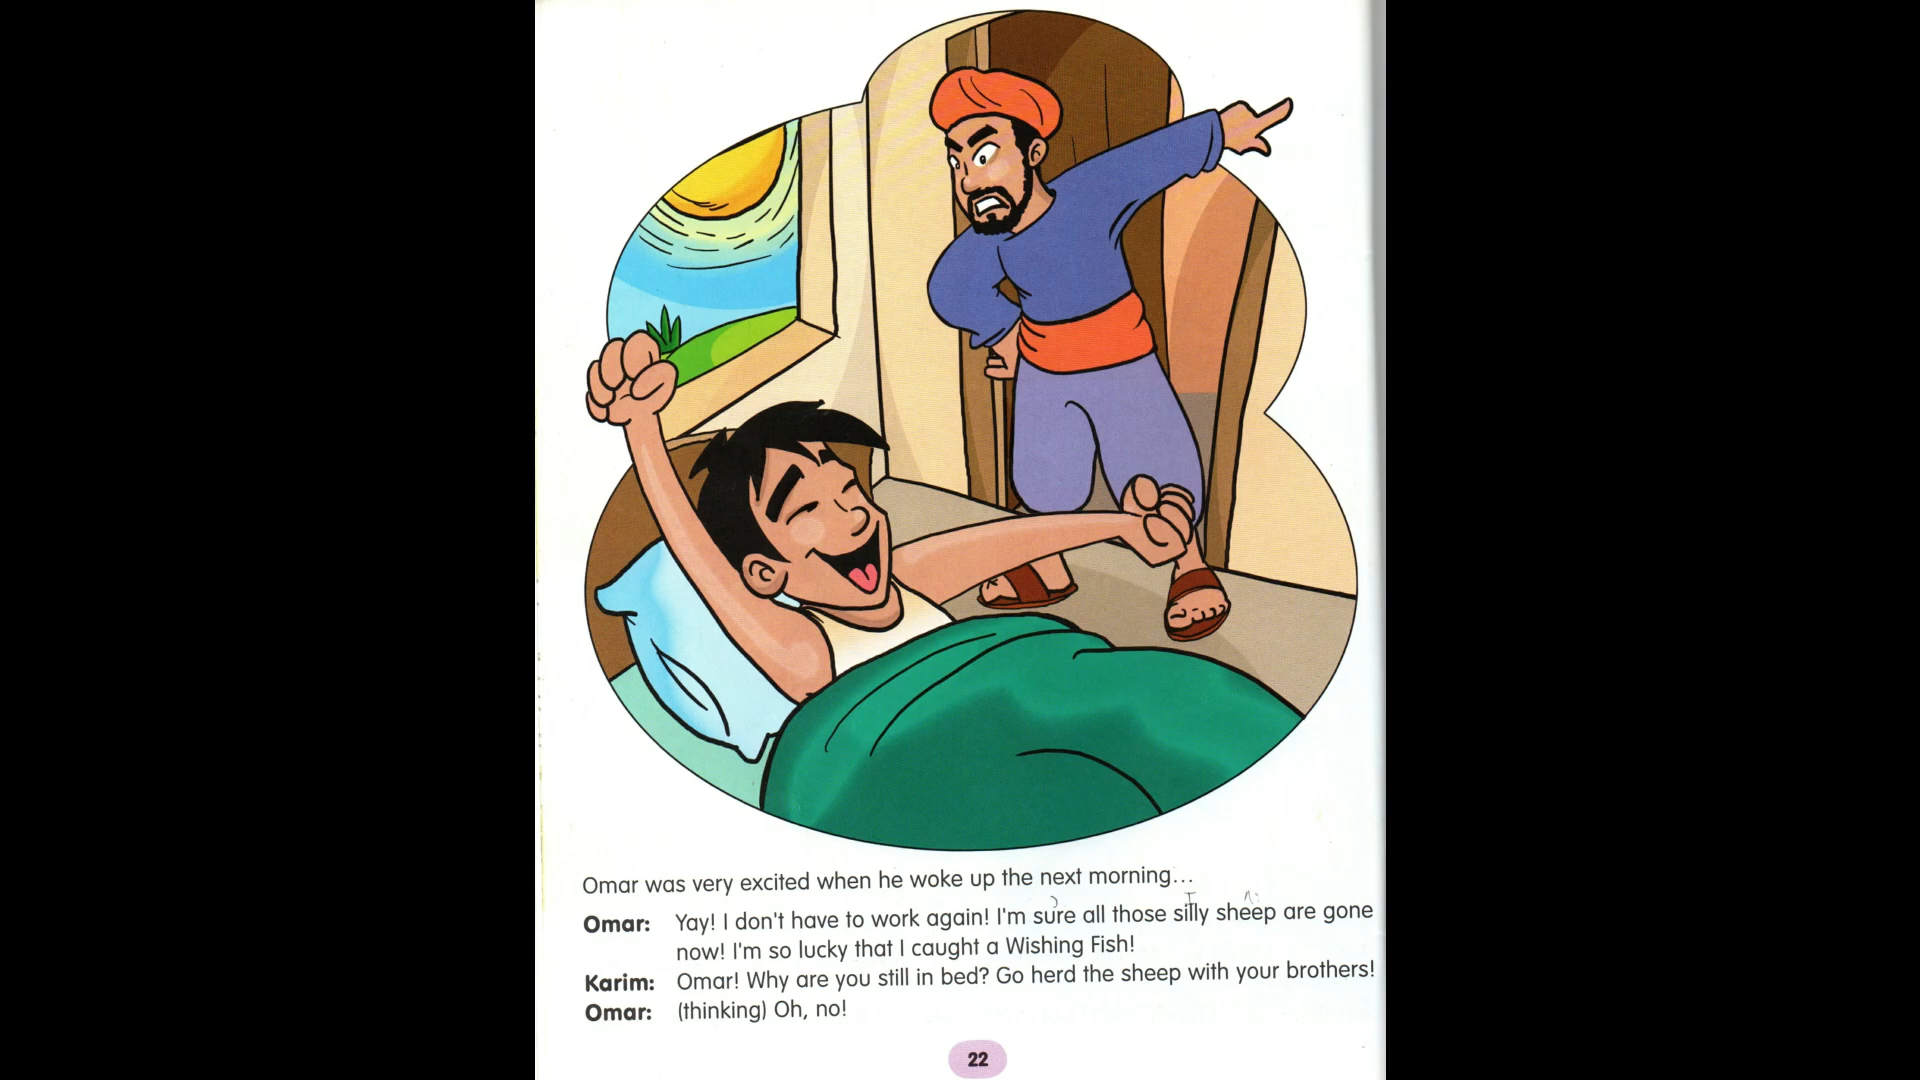 Omar was very excited when he woke up the next morning...
Omar: Yay! I don't have to work again! I'm sure all those silly sheep are gone
now! I'm so lucky that I caught a Wishing Fish!
Karim: Omar! Why are you still in bed? Go herd the sheep with your brothers!
Omar: (thinking) Oh, no!
22